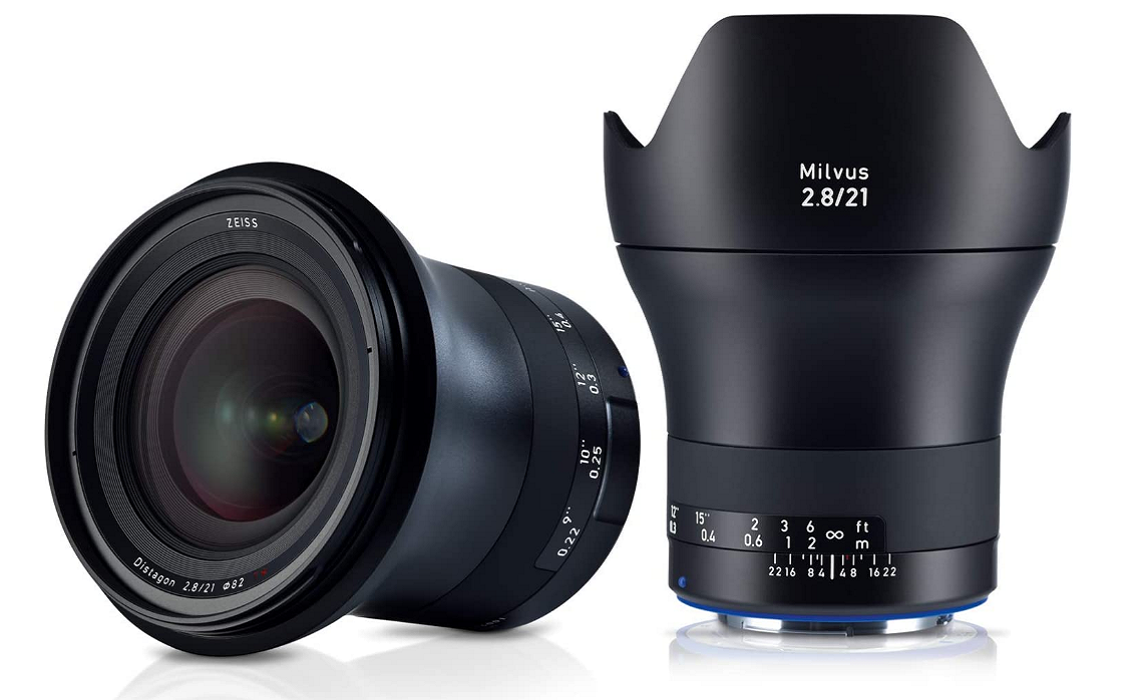 ZEISS
Distagon 2.8/21 Φ82
15'' 0.4
12'' 0.3
10'' 0.25
9'' 0.22
Milvus
2.8/21
12'' 15'' 2 3 6 ∞ ft
0.3 0.4 0.6 1 2 m
22 16 8 4 4 8 16 22